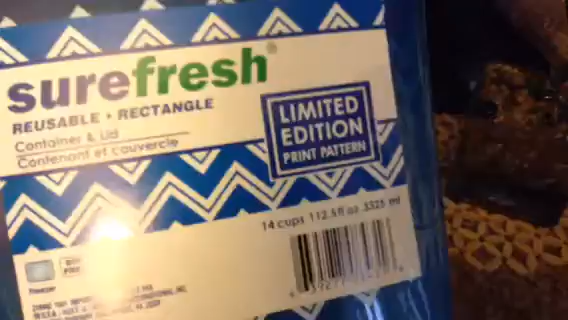 surefresh®
REUSABLE • RECTANGLE
Container & Lid
Contenant et couvercle
LIMITED
EDITION
PRINT PATTERN
14 cups 112.5 fl oz 3325 ml
Freezer